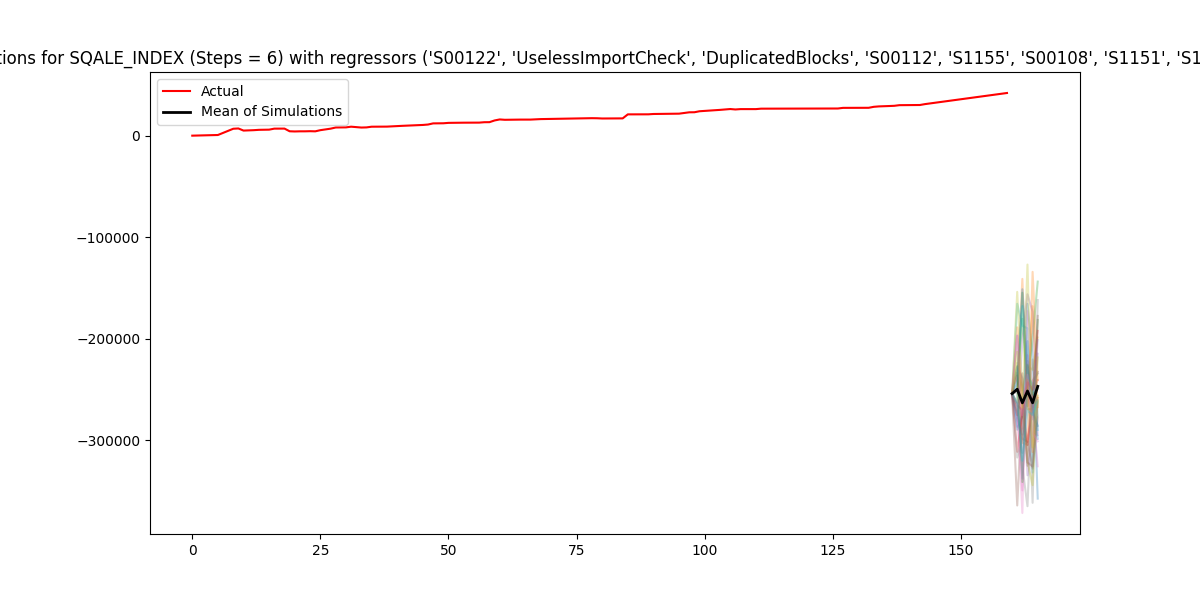 tions for SQALE_INDEX (Steps = 6) with regressors ('S00122', 'UselessImportCheck', 'DuplicatedBlocks', 'S00112', 'S1155', 'S00108', 'S1151', 'S1
Actual
Mean of Simulations
0
−100000
−200000
−300000
0 25 50 75 100 125 150